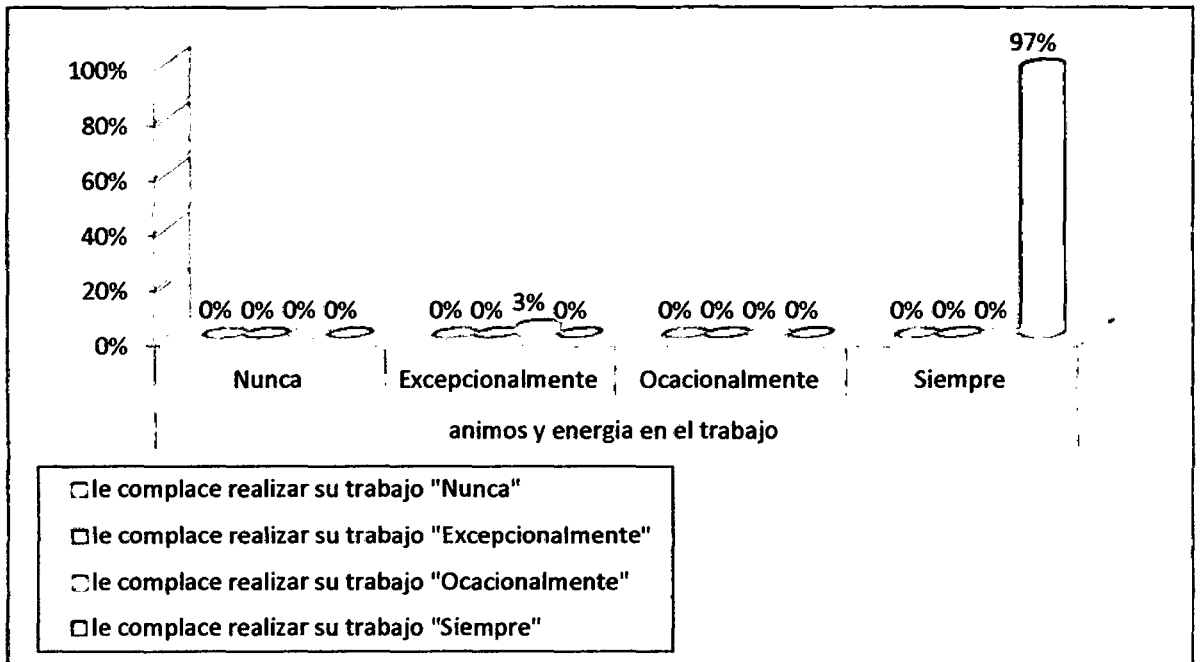 97%
100%
80%
60%
40%
20%
0%
0% 0% 0% 0% 0% 0% 3% 0% 0% 0% 0% 0% 0% 0% 0%
Nunca Excepcionalmente Ocacionalmente Siempre
animos y energia en el trabajo
le complace realizar su trabajo "Nunca"
le complace realizar su trabajo "Excepcionalmente"
le complace realizar su trabajo "Ocacionalmente"
le complace realizar su trabajo "Siempre"